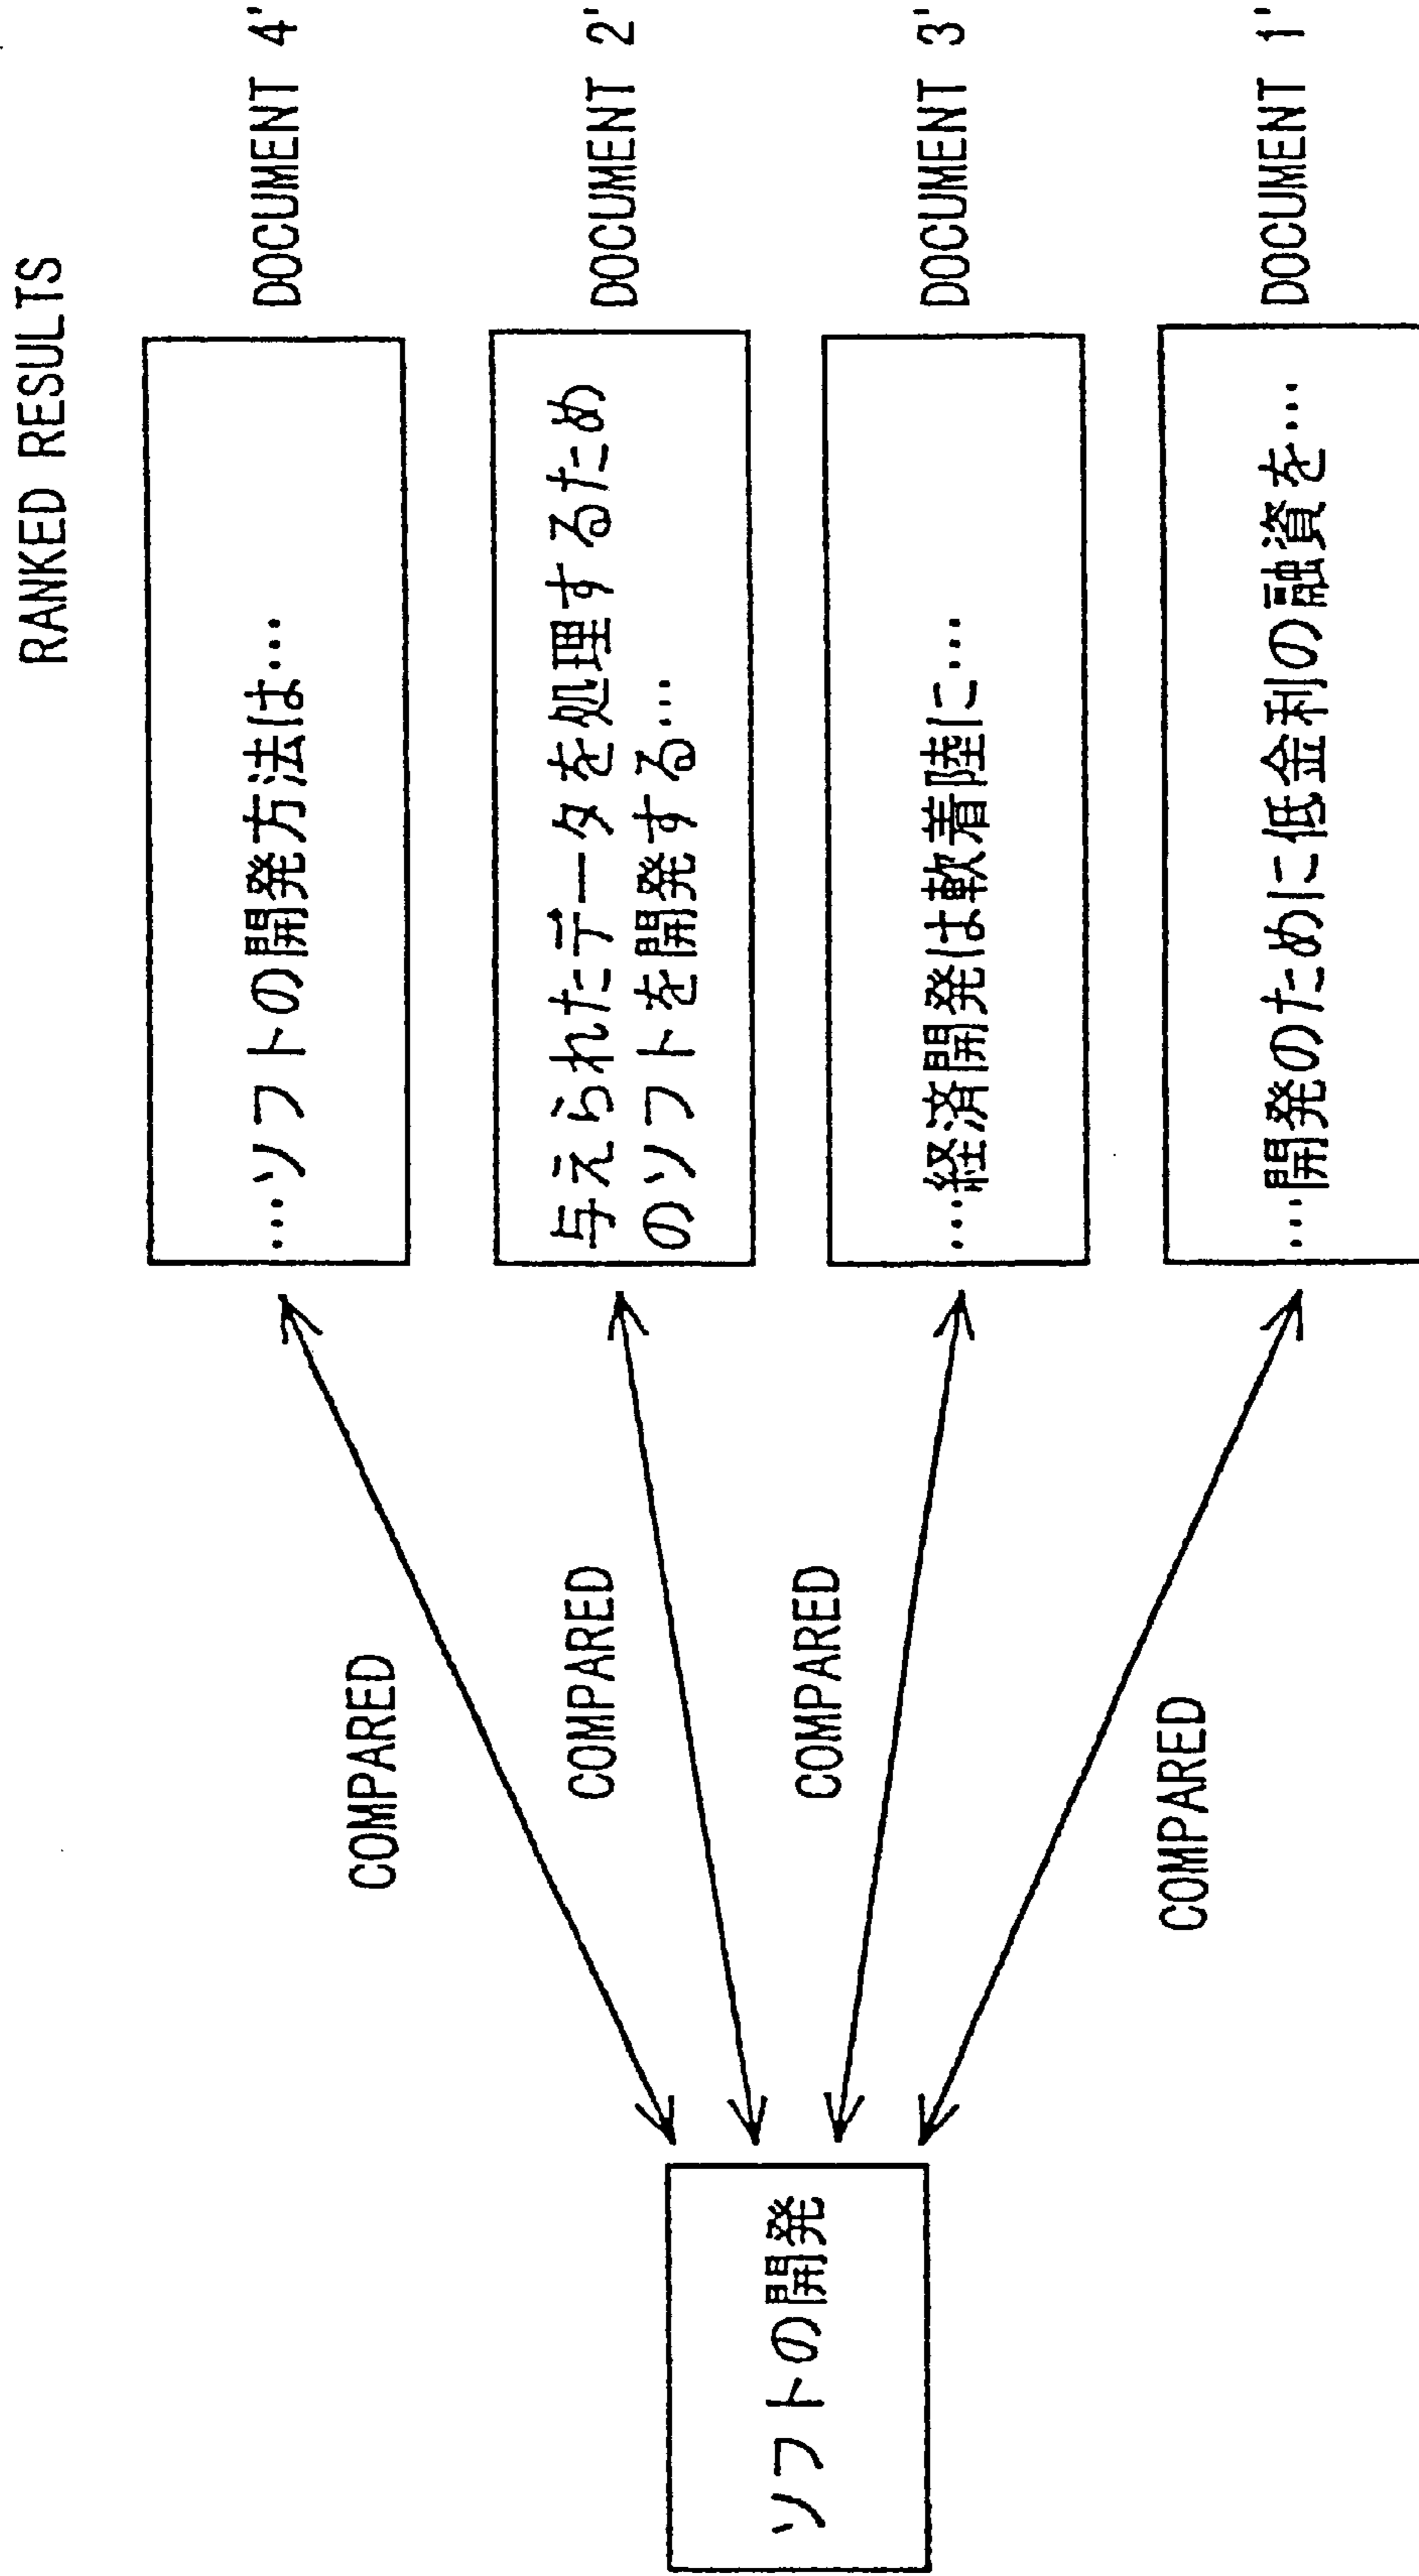 RANKED RESULTS
…ソフトの開発方法は…
DOCUMENT 4'
与えられたデータを処理するため
のソフトを開発する…
DOCUMENT 2'
…経済開発は軟着陸に…
DOCUMENT 3'
…開発のために低金利の融資を…
DOCUMENT 1'
COMPARED
COMPARED
COMPARED
COMPARED
ソフトの開発